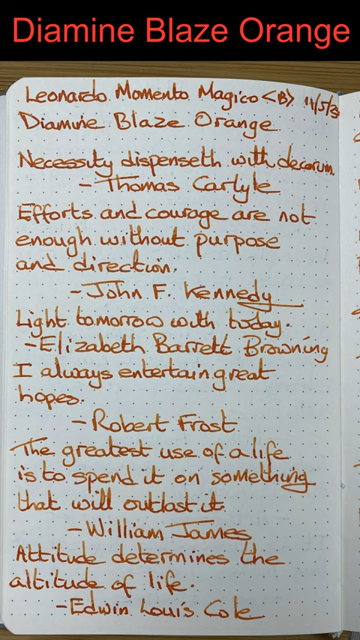 Diamine Blaze Orange
Leonardo Momento Magico <B> 11/5/3
Diamine Blaze Orange
Necessity dispenseth with decorum.
- Thomas Carlyle
Efforts and courage are not
enough without purpose
and direction.
- John F. Kennedy
Light tomorrow with today.
- Elizabeth Barrett Browning
I always entertain great
hopes.
- Robert Frost
The greatest use of a life
is to spend it on something
that will outlast it.
- William James
Attitude determines the
altitude of life.
- Edwin Louis Cole